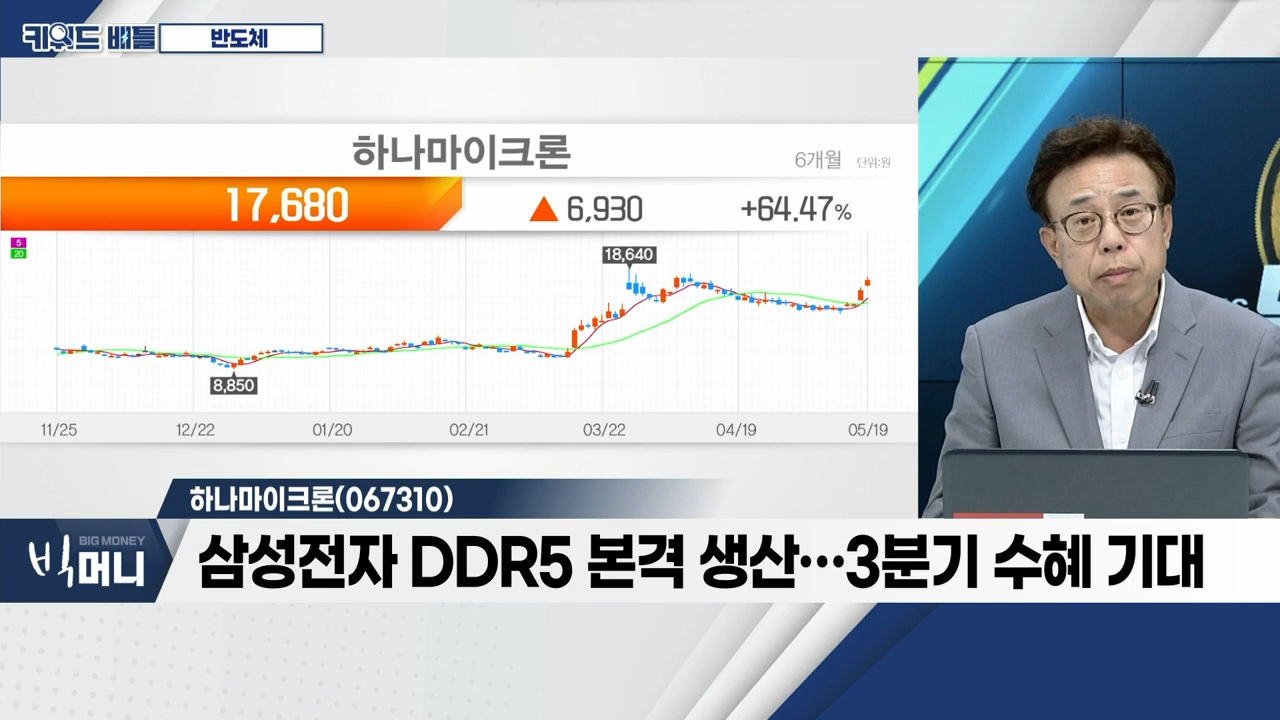 키워드 배틀
반도체
하나마이크론
6개월 단위:원
17,680 ▲ 6,930 +64.47%
5
20
18,640
8,850
11/25 12/22 01/20 02/21 03/22 04/19 05/19
하나마이크론(067310)
BIG MONEY
빅머니
삼성전자 DDR5 본격 생산…3분기 수혜 기대